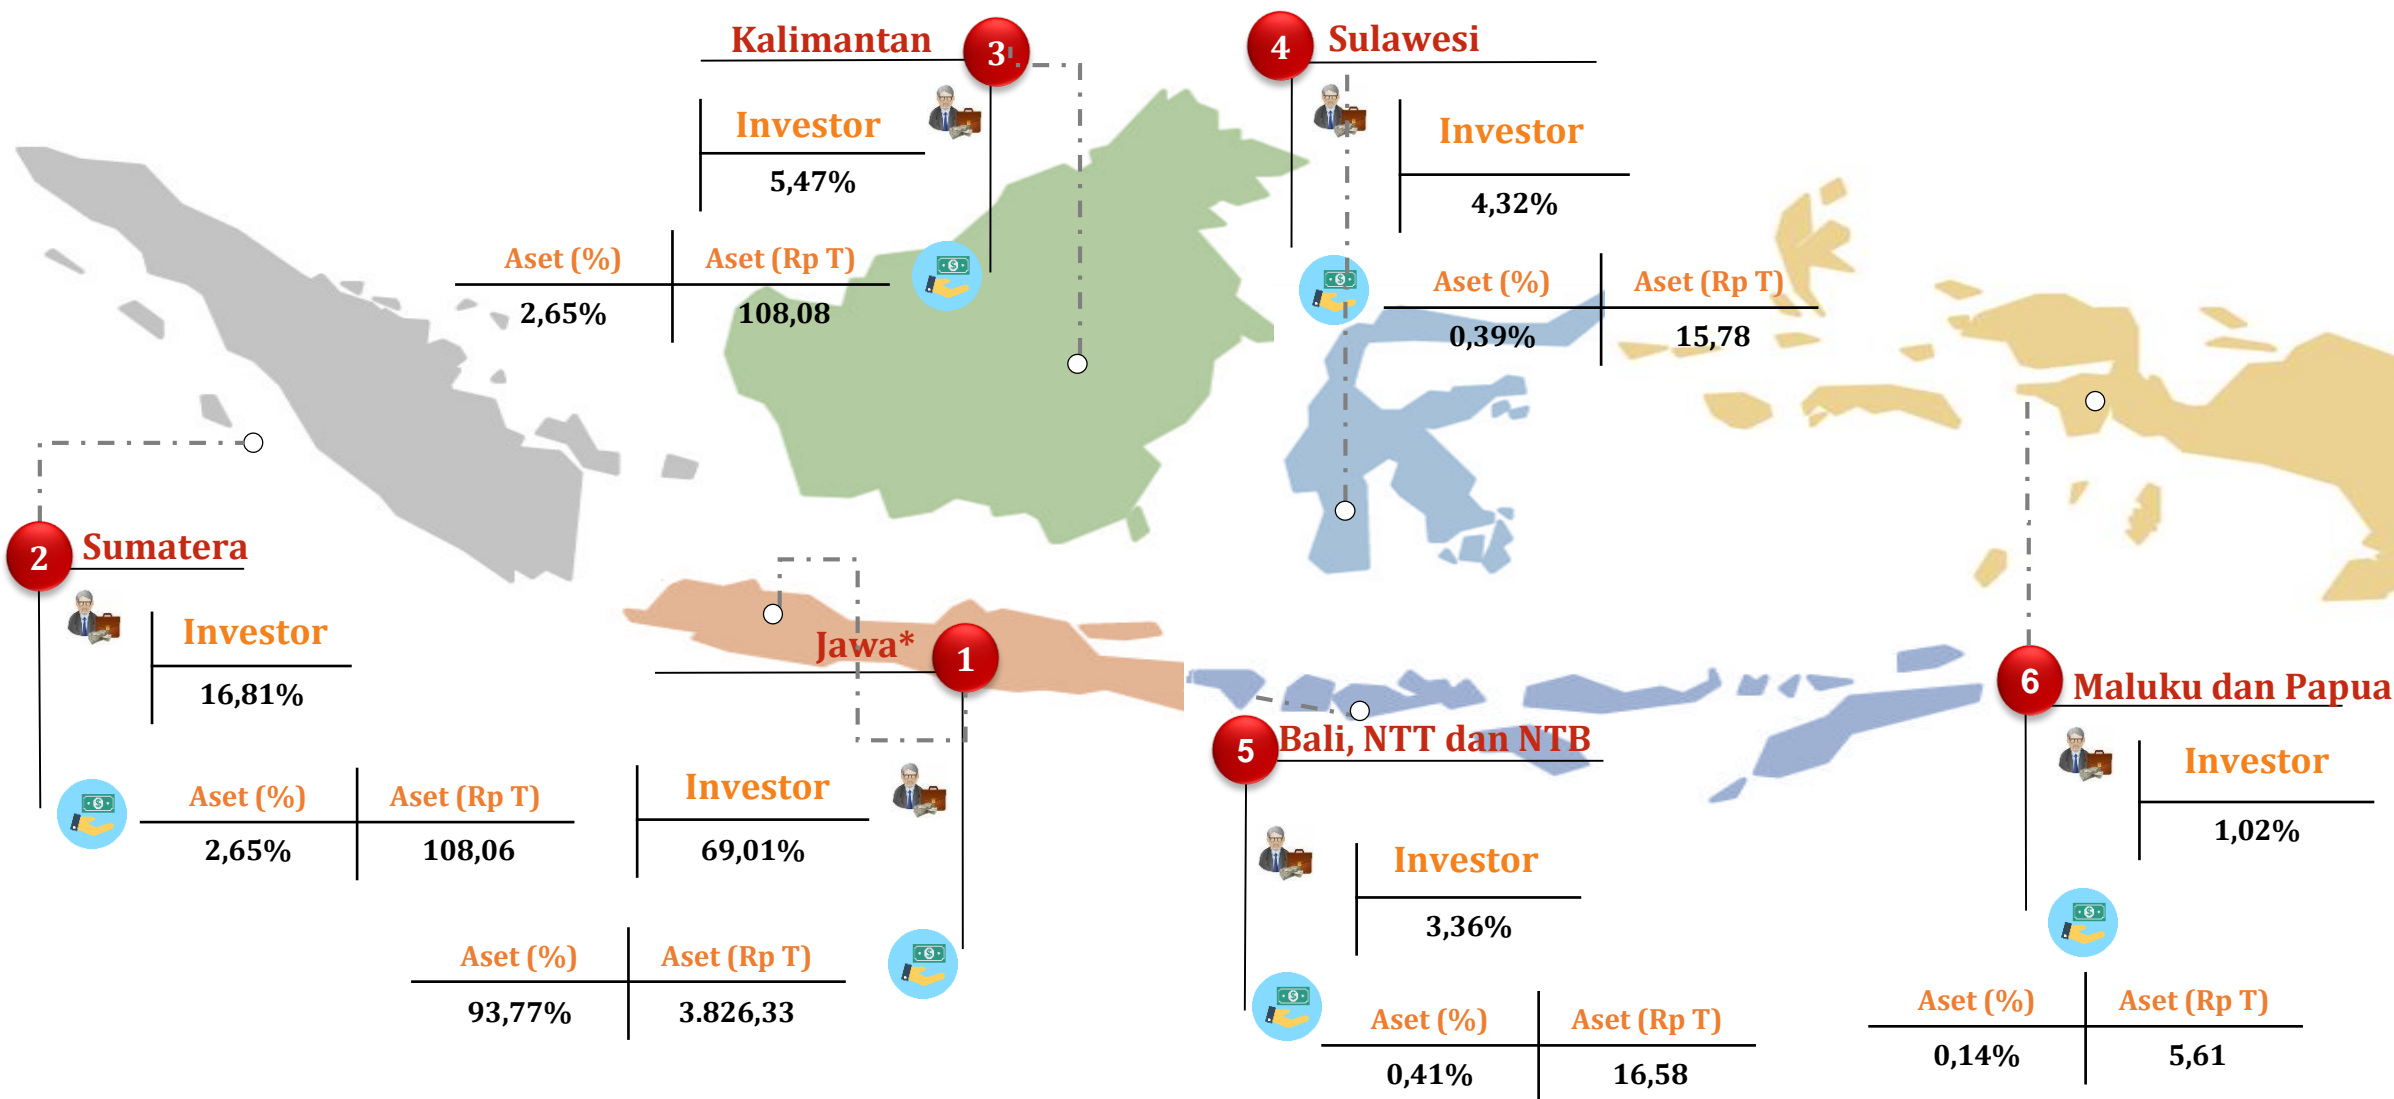 Kalimantan
3
Investor
5,47%
Aset (%) Aset (Rp T)
2,65% 108,08
4
Sulawesi
Investor
4,32%
Aset (%) Aset (Rp T)
0,39% 15,78
2
Sumatera
Investor
16,81%
Aset (%) Aset (Rp T)
2,65% 108,06
Jawa*
1
Investor
69,01%
Aset (%) Aset (Rp T)
93,77% 3.826,33
5
Bali, NTT dan NTB
Investor
3,36%
Aset (%) Aset (Rp T)
0,41% 16,58
6
Maluku dan Papua
Investor
1,02%
Aset (%) Aset (Rp T)
0,14% 5,61